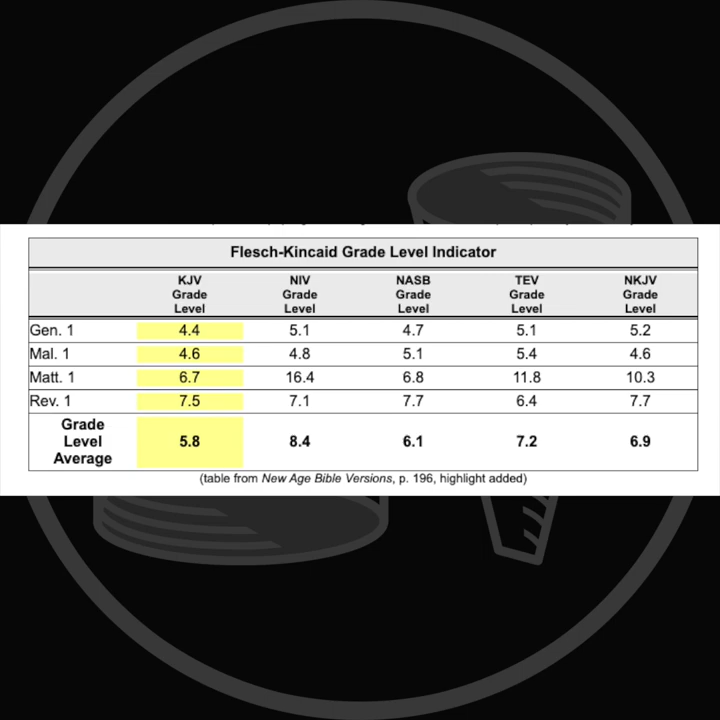 Flesch-Kincaid Grade Level Indicator
KJV Grade Level NIV Grade Level NASB Grade Level TEV Grade Level NKJV Grade Level
Gen. 1 4.4 5.1 4.7 5.1 5.2
Mal. 1 4.6 4.8 5.1 5.4 4.6
Matt. 1 6.7 16.4 6.8 11.8 10.3
Rev. 1 7.5 7.1 7.7 6.4 7.7
Grade Level Average 5.8 8.4 6.1 7.2 6.9
(table from New Age Bible Versions, p. 196, highlight added)